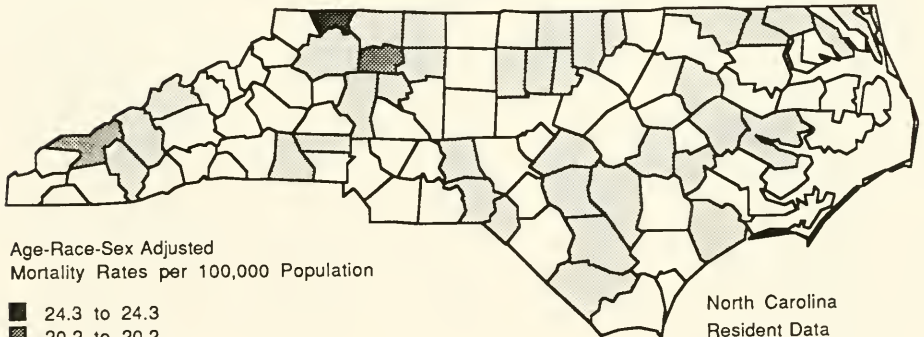 Age-Race-Sex Adjusted
Mortality Rates per 100,000 Population
24.3 to 24.3
20.2 to 20.2
North Carolina
Resident Data